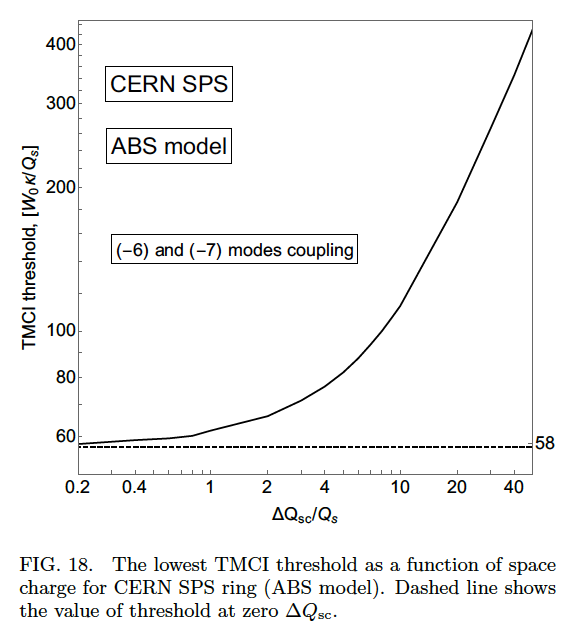 400
CERN SPS
300
ABS model
200
TMCI threshold, [W₀ κ/Qₛ]
(−6) and (−7) modes coupling
100
80
60
58
0.2 0.4 1 2 4 10 20 40
ΔQsc/Qs
FIG. 18. The lowest TMCI threshold as a function of space
charge for CERN SPS ring (ABS model). Dashed line shows
the value of threshold at zero ΔQsc.